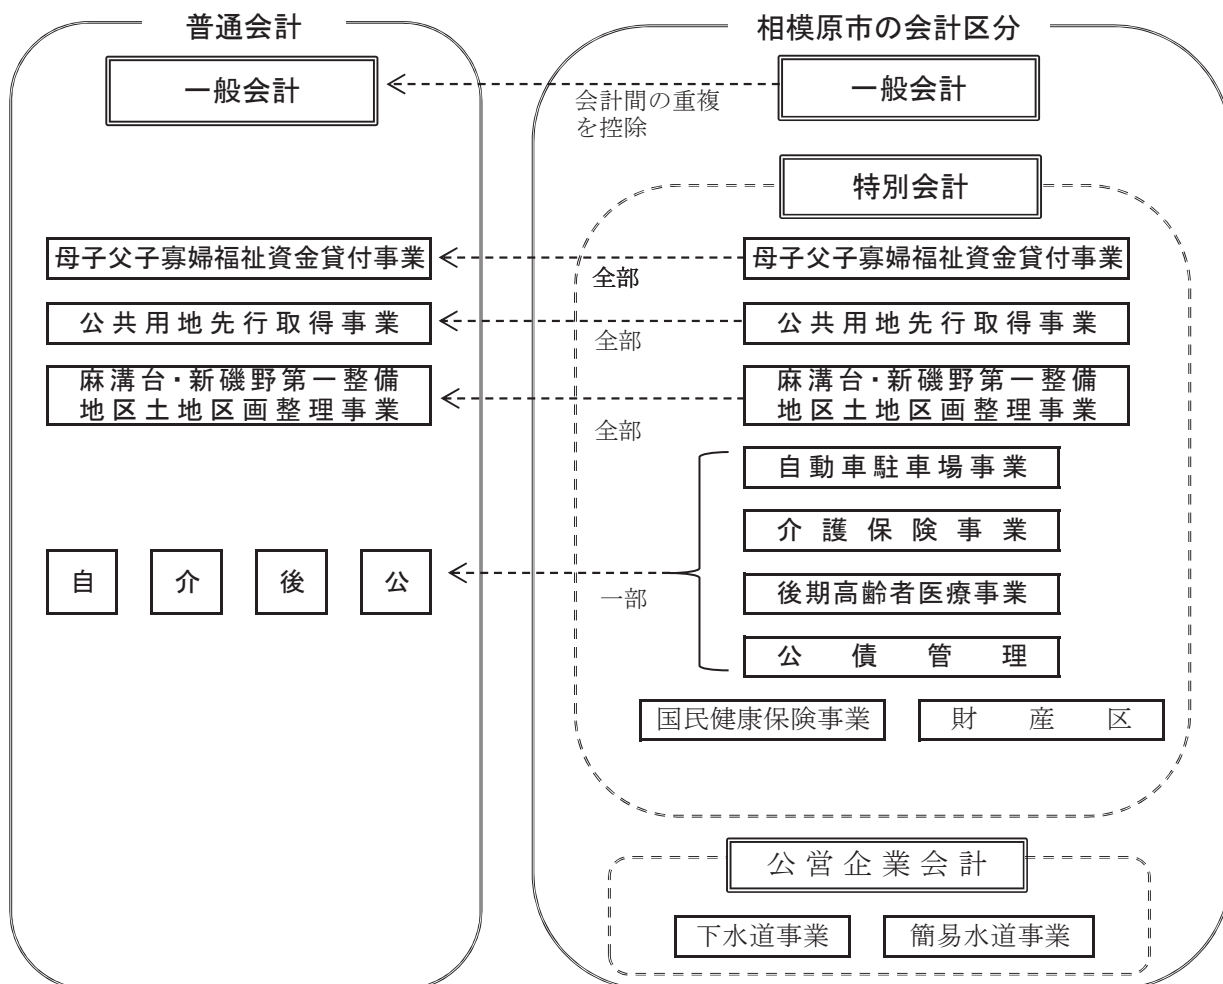 普通会計
相模原市の会計区分
一般会計
会計間の重複
を控除
一般会計
特別会計
母子父子寡婦福祉資金貸付事業
全部
母子父子寡婦福祉資金貸付事業
公共用地先行取得事業
全部
公共用地先行取得事業
麻溝台・新磯野第一整備
地区土地区画整理事業
全部
麻溝台・新磯野第一整備
地区土地区画整理事業
自動車駐車場事業
介護保険事業
自 介 後 公
一部
後期高齢者医療事業
公債管理
国民健康保険事業
財産区
公営企業会計
下水道事業
簡易水道事業